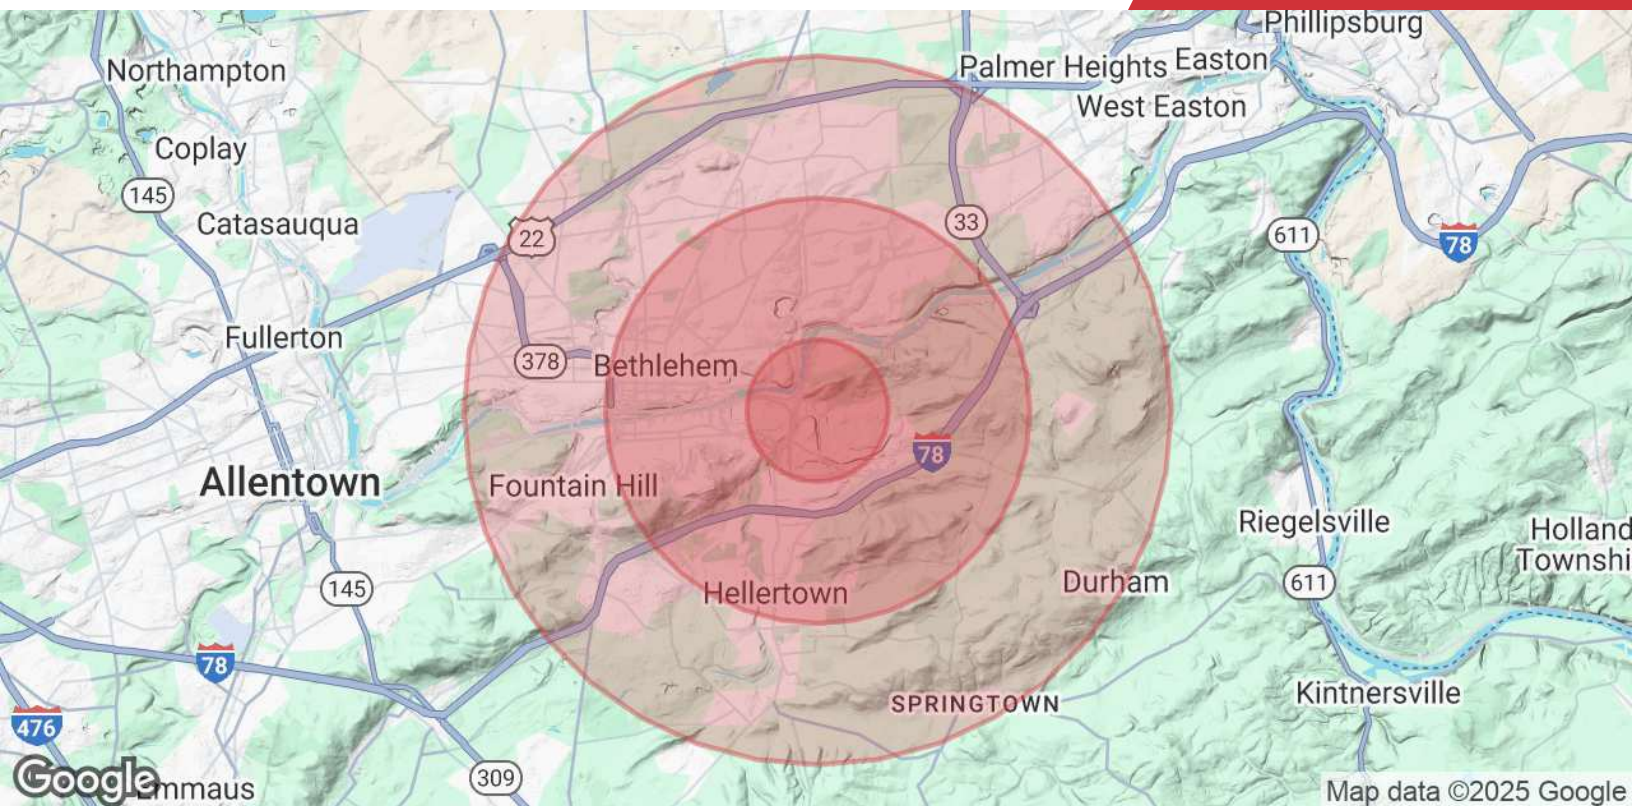 Phillipsburg
Northampton
Palmer Heights
Easton
West Easton
Coplay
145
Catasauqua
22
33
611
78
Fullerton
378
Bethlehem
78
Allentown
Fountain Hill
Riegelsville
Holland
Townshi
145
Hellertown
Durham
611
78
SPRINGTOWN
Kintnersville
476
309
Google
Emmaus
Map data ©2025 Google